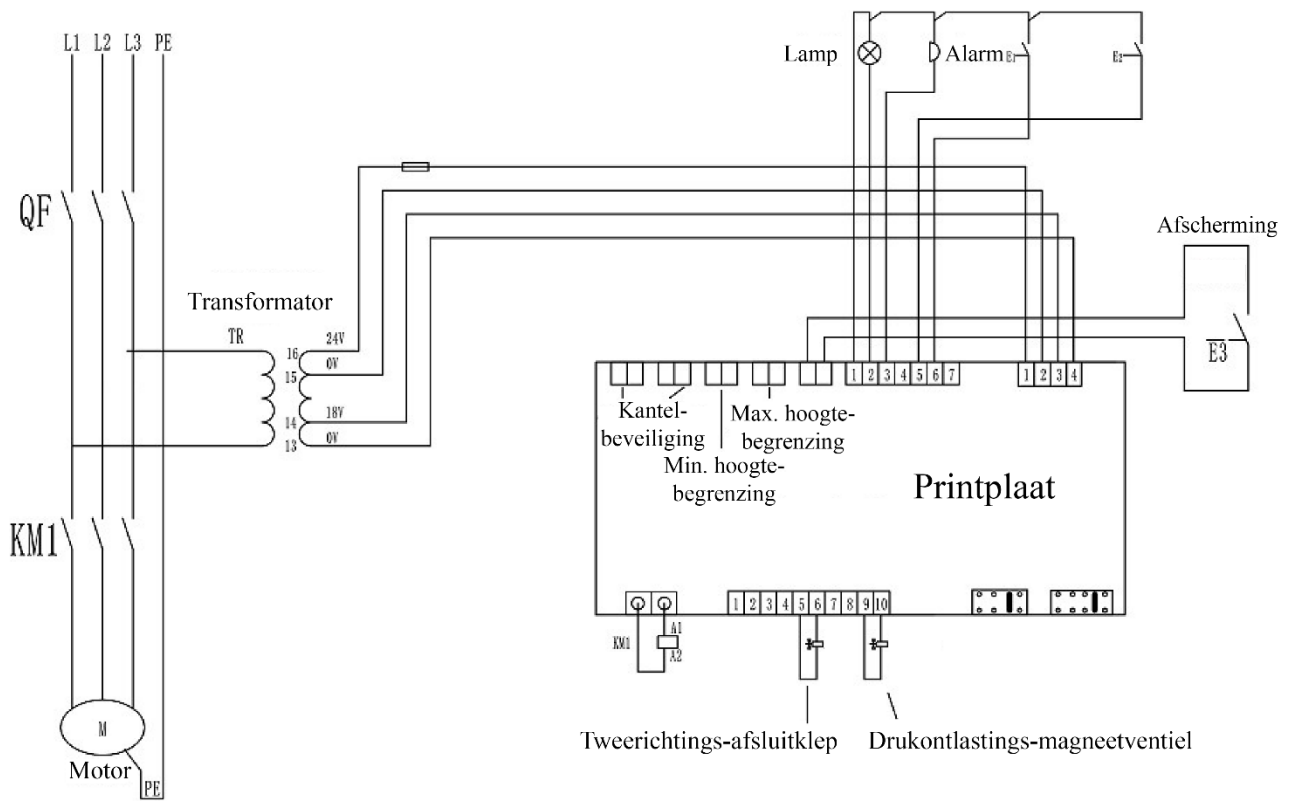 L1 L2 L3 PE
Lamp
Alarm
E1
E2
QF
Afscherming
Transformator
TR
16
24V
0V
15
14
18V
13
0V
E3
1 2 3 4 5 6 7
1 2 3 4
Kantel-
beveiliging
Max. hoogte-
begrenzing
Min. hoogte-
begrenzing
Printplaat
KM1
1 2 3 4 5 6 7 8 9 10
KM1
A1
A2
M
Motor
PE
Tweerichtings-afsluitklep
Drukontlastings-magneetventiel